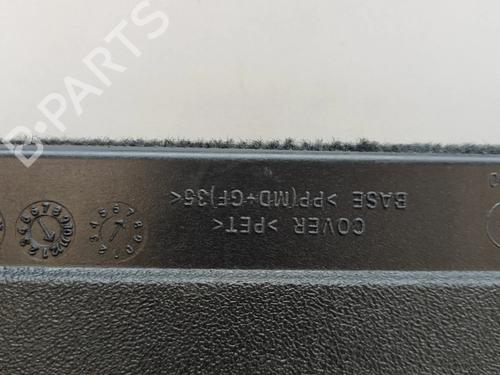 COVER >PET<
BASE >PP(MD+GF)35<
B-PARTS